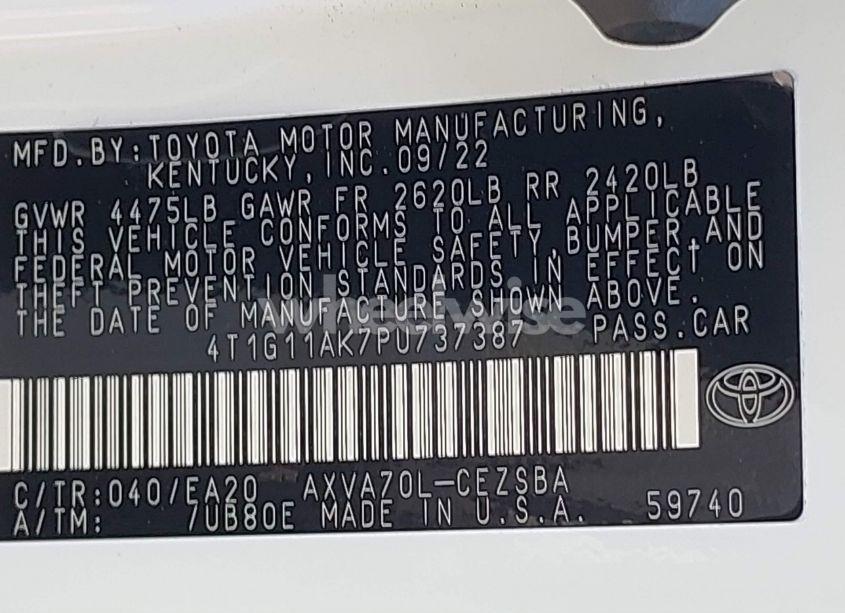 MFD.BY: TOYOTA MOTOR MANUFACTURING,
KENTUCKY, INC. 09/22
GVWR 4475LB GAWR FR 2620LB RR 2420LB
THIS VEHICLE CONFORMS TO ALL APPLICABLE
FEDERAL MOTOR VEHICLE SAFETY, BUMPER, AND
THEFT PREVENTION STANDARDS IN EFFECT ON
THE DATE OF MANUFACTURE SHOWN ABOVE.
wheelwise
4T1G11AK7PU737387 PASS.CAR
C/TR:040/EA20 AXVA70L-CEZSBA
A/TM: /UB80E MADE IN U.S.A. 59740